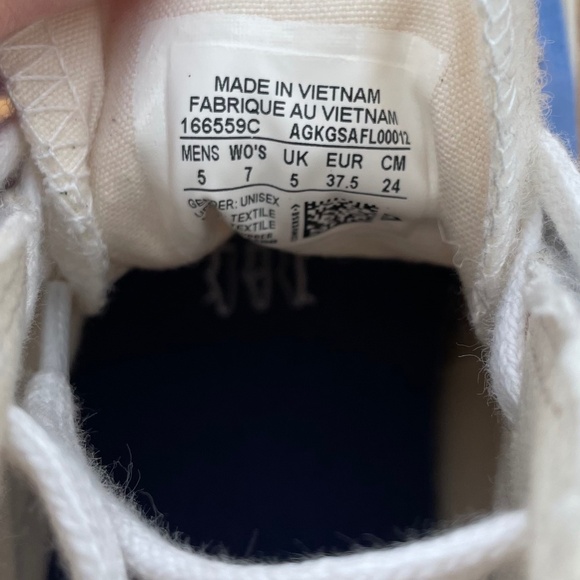 MADE IN VIETNAM
FABRIQUE AU VIETNAM
166559C AGKGSAFL00012
MENS WO'S UK EUR CM
5 7 5 37.5 24
GENDER: UNISEX
TEXTILE
TEXTILE